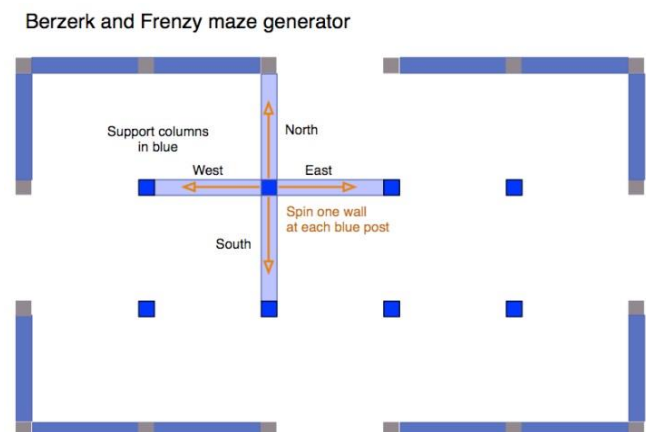 Berzerk and Frenzy maze generator
Support columns
in blue
North
West
East
Spin one wall
at each blue post
South